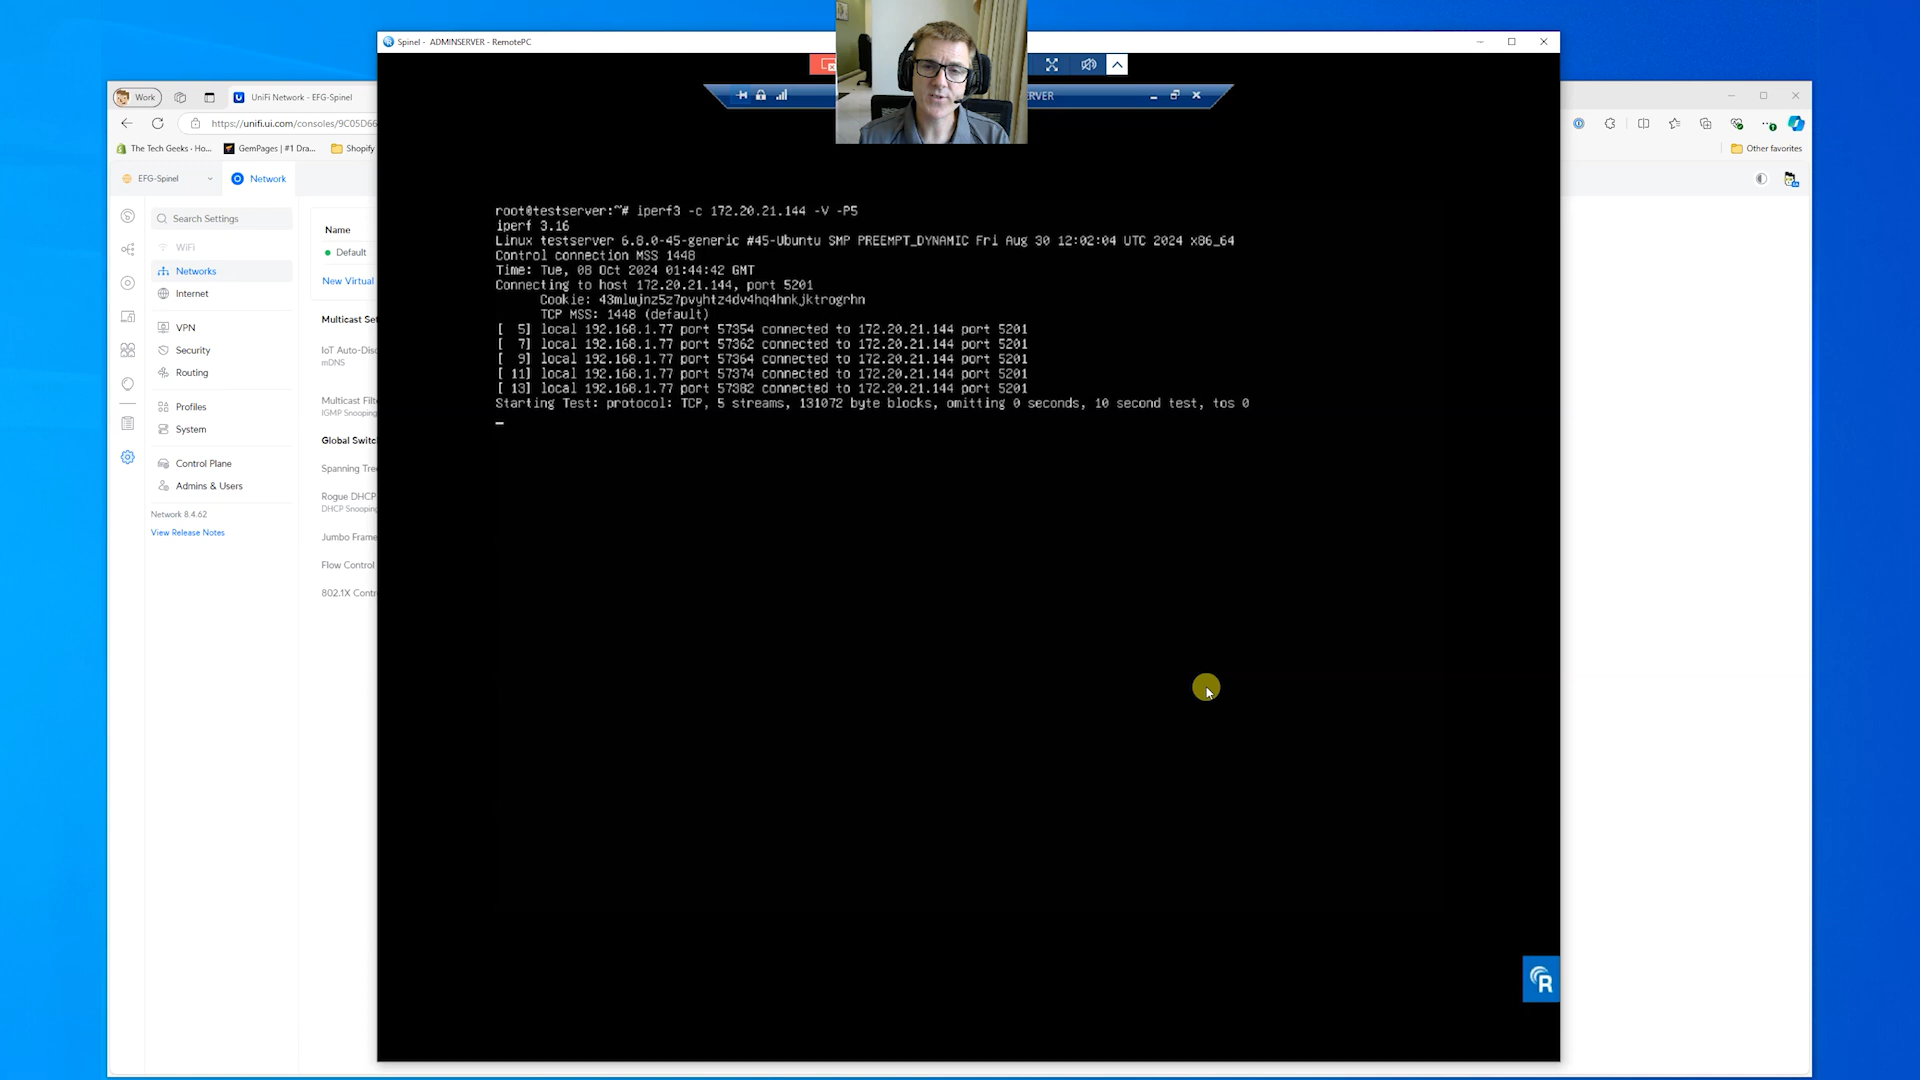 Spinel - ADMINSERVER - RemotePC
RVER
Work
UniFi Network - EFG-Spinel
https://unifi.ui.com/consoles/9C05D66
The Tech Geeks - Ho...
GemPages | #1 Dra...
Shopify
Other favorites
EFG-Spinel
Network
Search Settings
WiFi
Networks
Internet
VPN
Security
Routing
Profiles
System
Control Plane
Admins & Users
Network 8.4.62
View Release Notes
Name
Default
New Virtual
Multicast Set
IoT Auto-Disc
mDNS
Multicast Filt
IGMP Snooping
Global Switc
Spanning Tre
Rogue DHCP
DHCP Snooping
Jumbo Frame
Flow Control
802.1X Contr
root@testserver:~# iperf3 -c 172.20.21.144 -V -P5
iperf 3.16
Linux testserver 6.8.0-45-generic #45-Ubuntu SMP PREEMPT_DYNAMIC Fri Aug 30 12:02:04 UTC 2024 x86_64
Control connection MSS 1448
Time: Tue, 08 Oct 2024 01:44:42 GMT
Connecting to host 172.20.21.144, port 5201
Cookie: 43mlwjnz5z7pvyhtz4dv4hq4hnkjktrogrhn
TCP MSS: 1448 (default)
[  5] local 192.168.1.77 port 57354 connected to 172.20.21.144 port 5201
[  7] local 192.168.1.77 port 57362 connected to 172.20.21.144 port 5201
[  9] local 192.168.1.77 port 57364 connected to 172.20.21.144 port 5201
[ 11] local 192.168.1.77 port 57374 connected to 172.20.21.144 port 5201
[ 13] local 192.168.1.77 port 57382 connected to 172.20.21.144 port 5201
Starting Test: protocol: TCP, 5 streams, 131072 byte blocks, omitting 0 seconds, 10 second test, tos 0
R